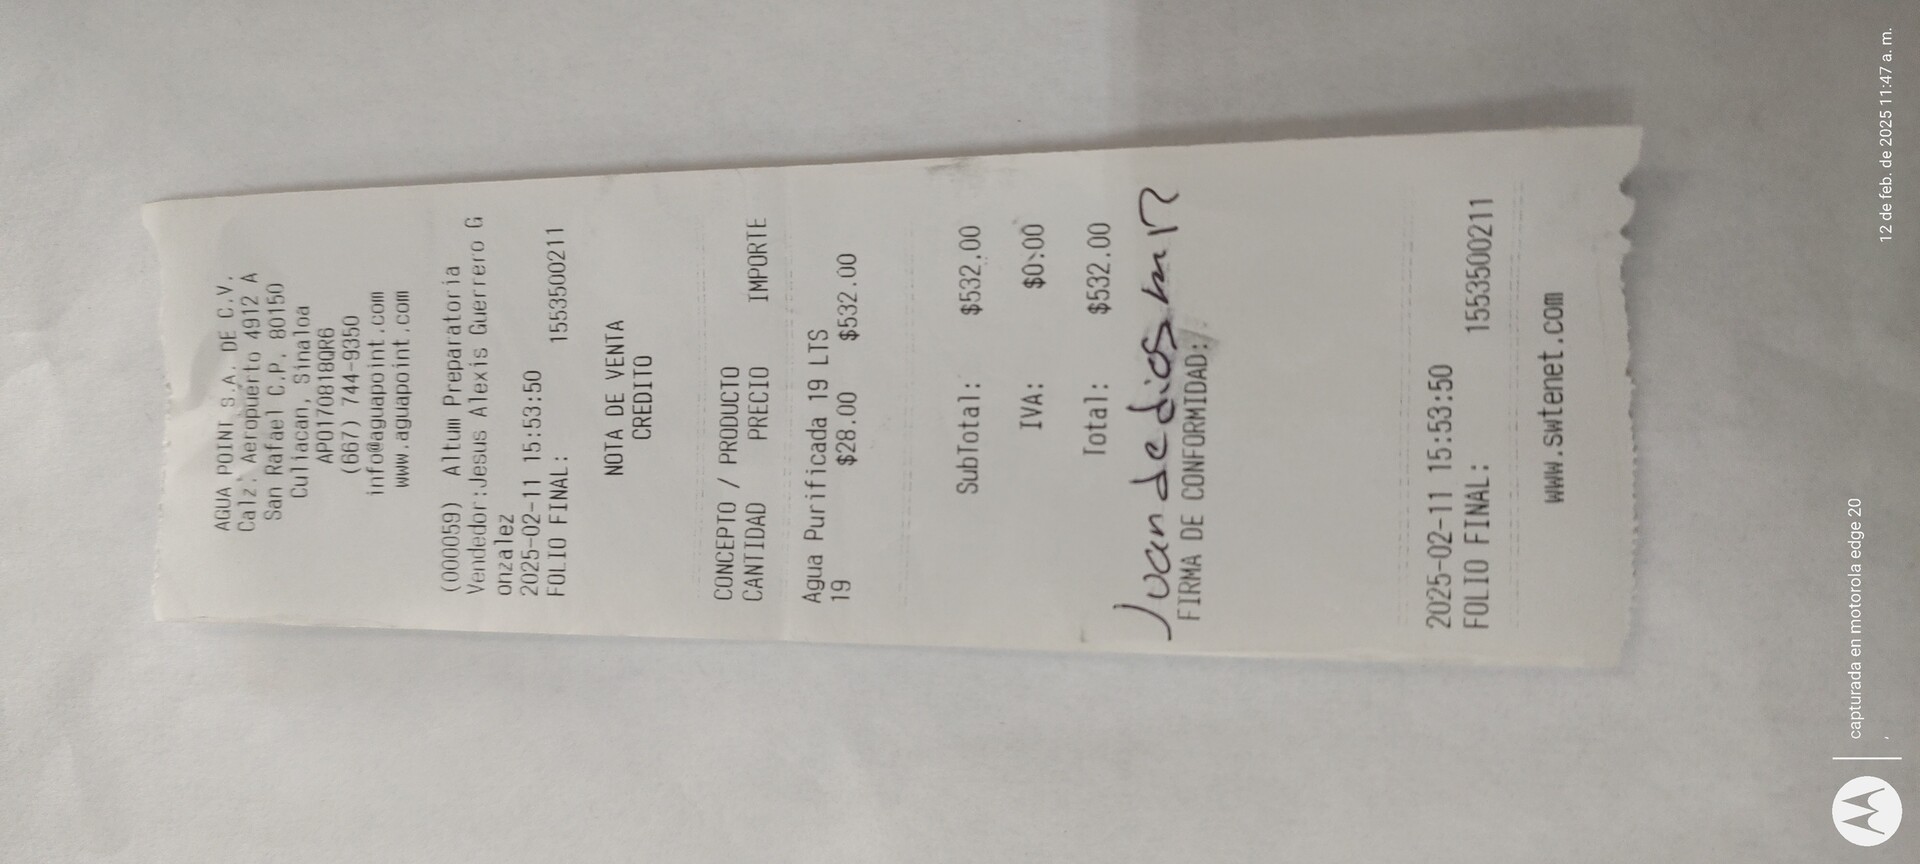 AGUA POINT S.A. DE C.V.
Calz. Aeropuerto 4912 A
San Rafael C.P. 80150
Culiacan, Sinaloa
APO170818QR6
(667) 744-9350
info@aguapoint.com
www.aguapoint.com
(000059) Altum Preparatoria
Vendedor:Jesus Alexis Guerrero G
onzalez
2025-02-11 15:53:50
FOLIO FINAL: 1553500211
NOTA DE VENTA
CREDITO
CONCEPTO / PRODUCTO
CANTIDAD PRECIO IMPORTE
Agua Purificada 19 LTS
19 $28.00 $532.00
SubTotal: $532.00
IVA: $0.00
Total: $532.00
Juan de dios
FIRMA DE CONFORMIDAD:
2025-02-11 15:53:50
FOLIO FINAL: 1553500211
www.swtenet.com
capturada en motorola edge 20
12 de feb. de 2025 11:47 a. m.